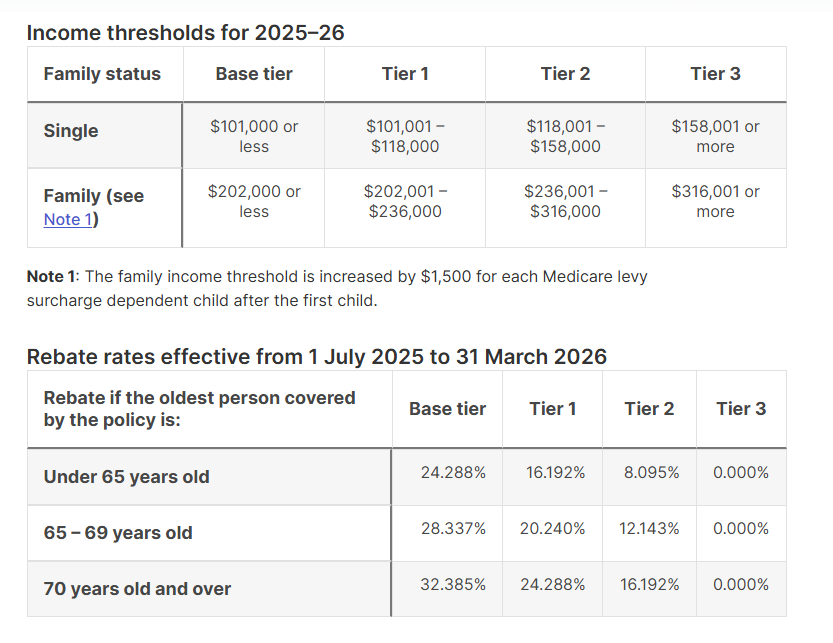 Income thresholds for 2025–26
Family status Base tier Tier 1 Tier 2 Tier 3
Single $101,000 or less $101,001 – $118,000 $118,001 – $158,000 $158,001 or more
Family (see Note 1) $202,000 or less $202,001 – $236,000 $236,001 – $316,000 $316,001 or more
Note 1: The family income threshold is increased by $1,500 for each Medicare levy
surcharge dependent child after the first child.
Rebate rates effective from 1 July 2025 to 31 March 2026
Rebate if the oldest person covered by the policy is: Base tier Tier 1 Tier 2 Tier 3
Under 65 years old 24.288% 16.192% 8.095% 0.000%
65 – 69 years old 28.337% 20.240% 12.143% 0.000%
70 years old and over 32.385% 24.288% 16.192% 0.000%